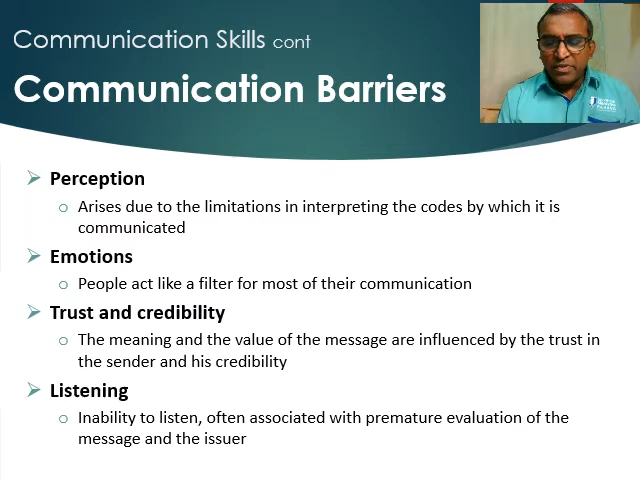 Communication Skills cont
Communication Barriers
Perception
Arises due to the limitations in interpreting the codes by which it is
communicated
Emotions
People act like a filter for most of their communication
Trust and credibility
The meaning and the value of the message are influenced by the trust in
the sender and his credibility
Listening
Inability to listen, often associated with premature evaluation of the
message and the issuer